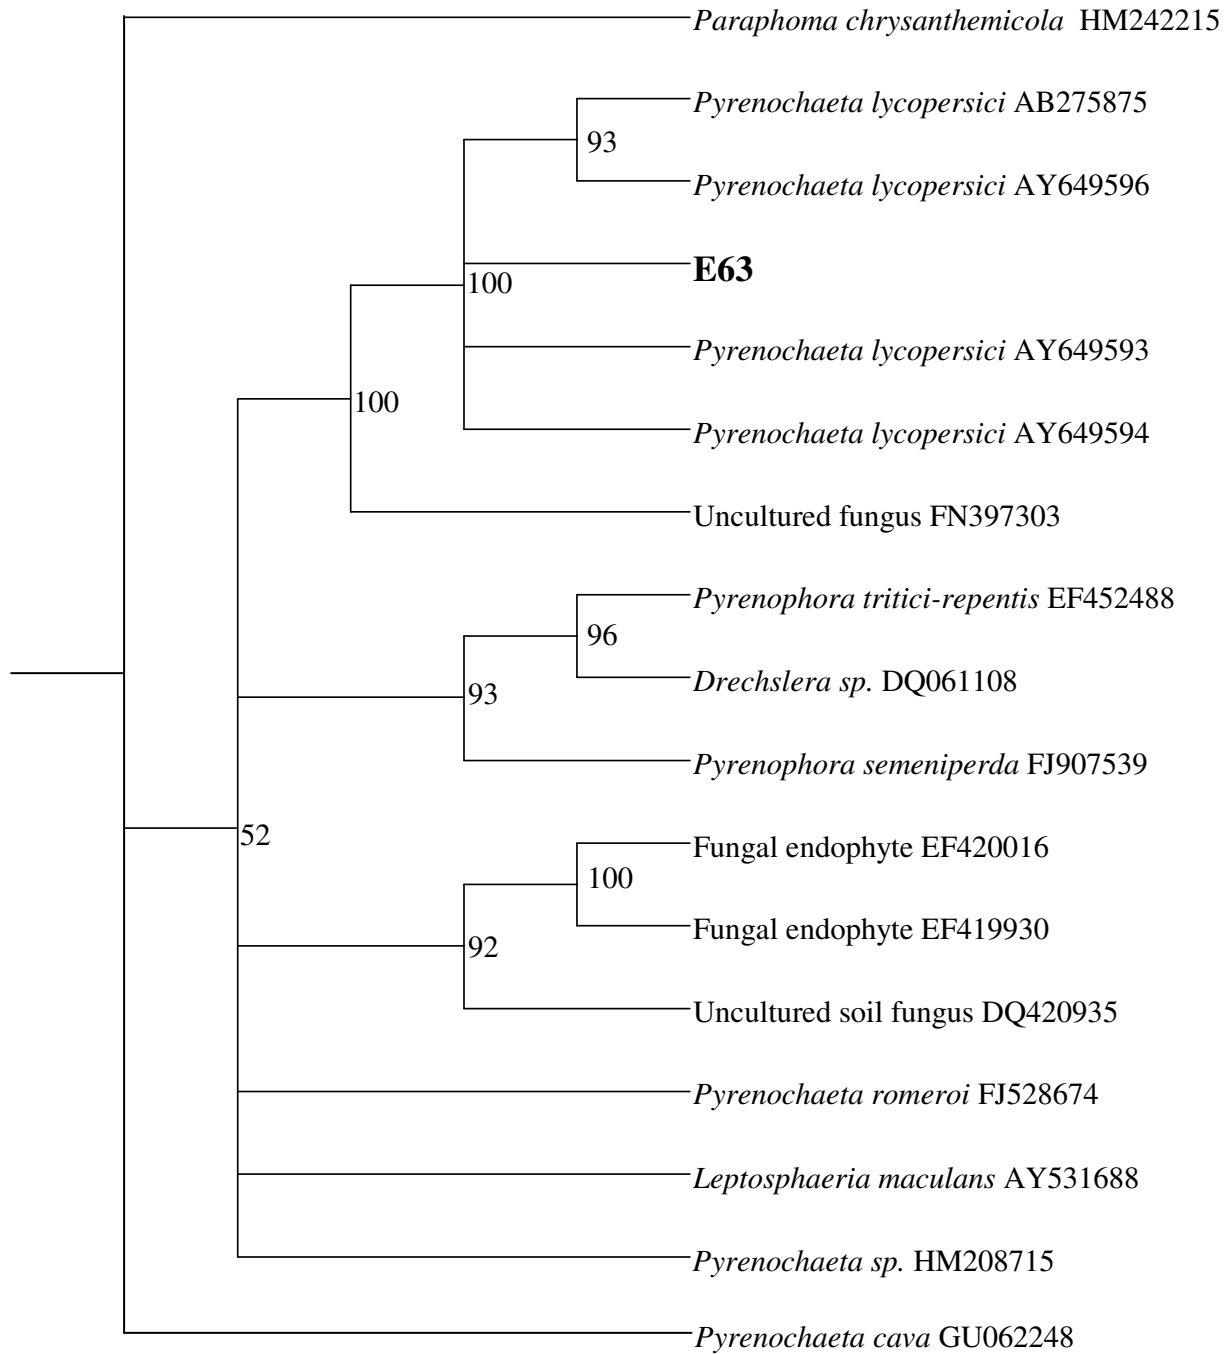 Paraphoma chrysanthemicola HM242215
Pyrenochaeta lycopersici AB275875
93
Pyrenochaeta lycopersici AY649596
E63
100
Pyrenochaeta lycopersici AY649593
100
Pyrenochaeta lycopersici AY649594
Uncultured fungus FN397303
Pyrenophora tritici-repentis EF452488
96
Drechslera sp. DQ061108
93
Pyrenophora semeniperda FJ907539
52
Fungal endophyte EF420016
100
Fungal endophyte EF419930
92
Uncultured soil fungus DQ420935
Pyrenochaeta romeroi FJ528674
Leptosphaeria maculans AY531688
Pyrenochaeta sp. HM208715
Pyrenochaeta cava GU062248